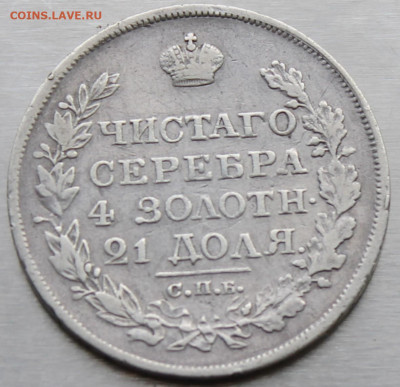 COINS.LAVE.RU
ЧИСТАГО
СЕРЕБРА
4 ЗОЛОТН.
21 ДОЛЯ.
С.П.Б.